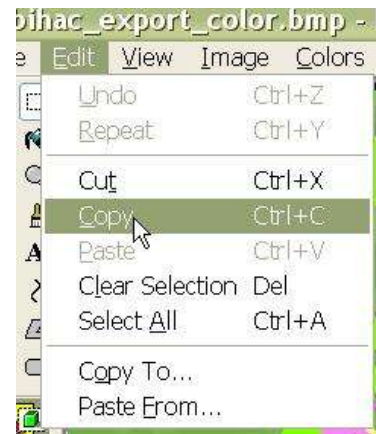 bihac_export_color.bmp -
e Edit View Image Colors
Undo Ctrl+Z
Repeat Ctrl+Y
Cut Ctrl+X
Copy Ctrl+C
Paste Ctrl+V
Clear Selection Del
Select All Ctrl+A
Copy To...
Paste From...
A